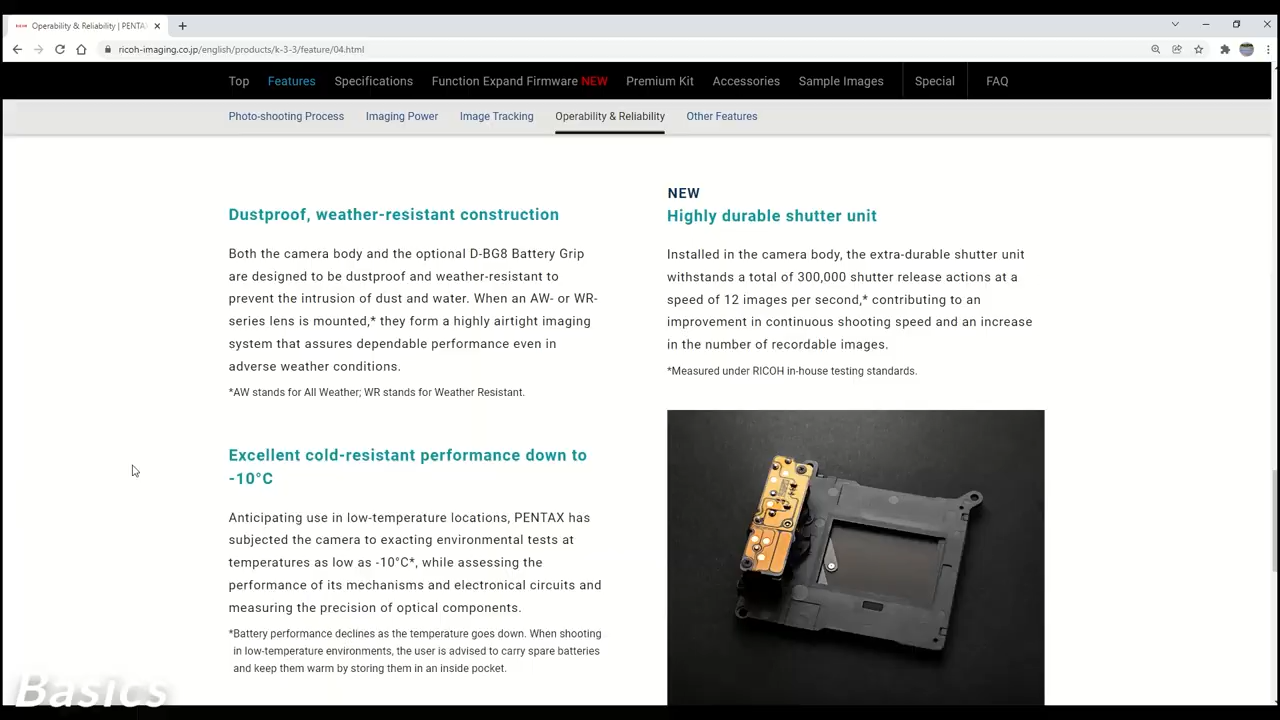 Operability & Reliability | PENTA
ricoh-imaging.co.jp/english/products/k-3-3/feature/04.html
Top Features Specifications Function Expand Firmware NEW Premium Kit Accessories Sample Images Special FAQ
Photo-shooting Process Image Power Image Tracking Operability & Reliability Other Features
Dustproof, weather-resistant construction
Both the camera body and the optional D-BG8 Battery Grip
are designed to be dustproof and weather-resistant to
prevent the intrusion of dust and water. When an AW- or WR-
series lens is mounted,* they form a highly airtight imaging
system that assures dependable performance even in
adverse weather conditions.
*AW stands for All Weather; WR stands for Weather Resistant.
Excellent cold-resistant performance down to
-10°C
Anticipating use in low-temperature locations, PENTAX has
subjected the camera to exacting environmental tests at
temperatures as low as -10°C*, while assessing the
performance of its mechanisms and electronic circuits and
measuring the precision of optical components.
*Battery performance declines as the temperature goes down. When shooting
in low-temperature environments, the user is advised to carry spare batteries
and keep them warm by storing them in an inside pocket.
NEW
Highly durable shutter unit
Installed in the camera body, the extra-durable shutter unit
withstands a total of 300,000 shutter release actions at a
speed of 12 images per second,* contributing to an
improvement in continuous shooting speed and an increase
in the number of recordable images.
*Measured under RICOH in-house testing standards.
Basics